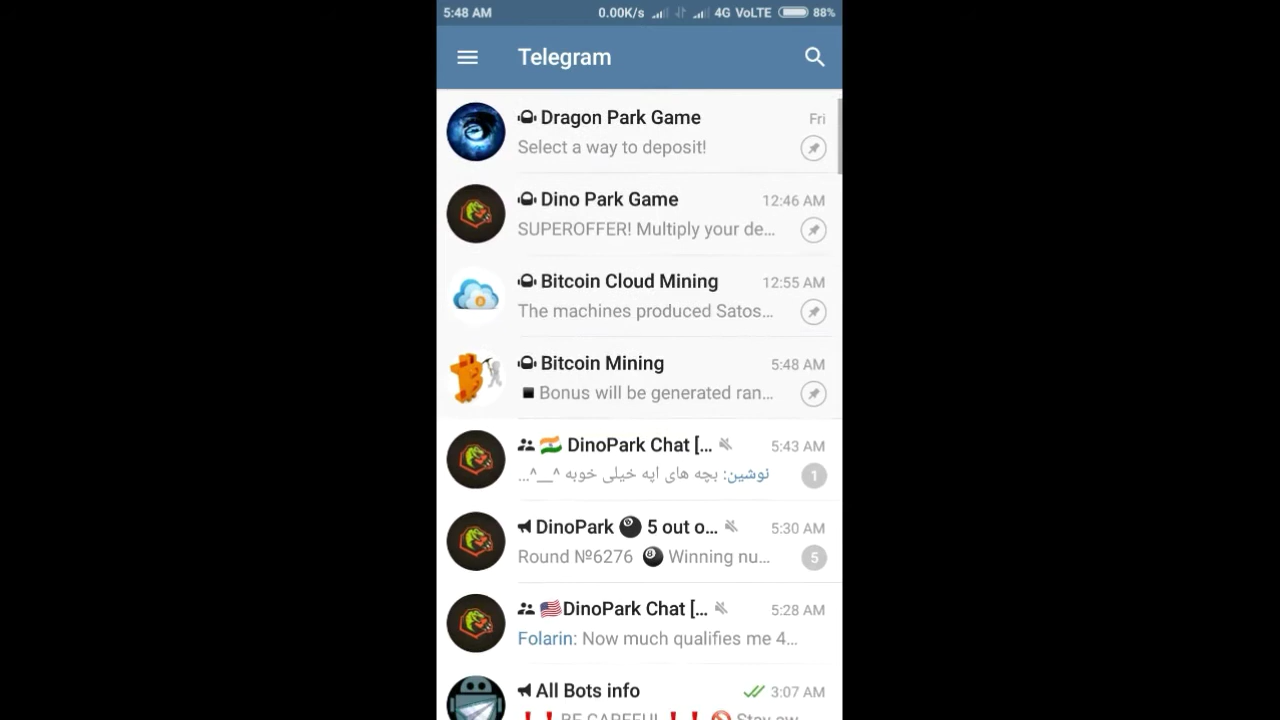 5:48 AM 0.00K/s 4G VoLTE 88%
Telegram
Dragon Park Game Fri
Select a way to deposit!
Dino Park Game 12:46 AM
SUPEROFFER! Multiply your de...
Bitcoin Cloud Mining 12:55 AM
The machines produced Satos...
Bitcoin Mining 5:48 AM
Bonus will be generated ran...
🇮🇳 DinoPark Chat [... 5:43 AM
نوشین: بچه های اپه خیلی خوبه ^__^... 1
DinoPark 🎱 5 out o... 5:30 AM
Round №6276 🎱 Winning nu... 5
🇺🇸DinoPark Chat [... 5:28 AM
Folarin: Now much qualifies me 4...
All Bots info 3:07 AM
❗❗BE CAREFUL❗❗🚫 Stay aw...